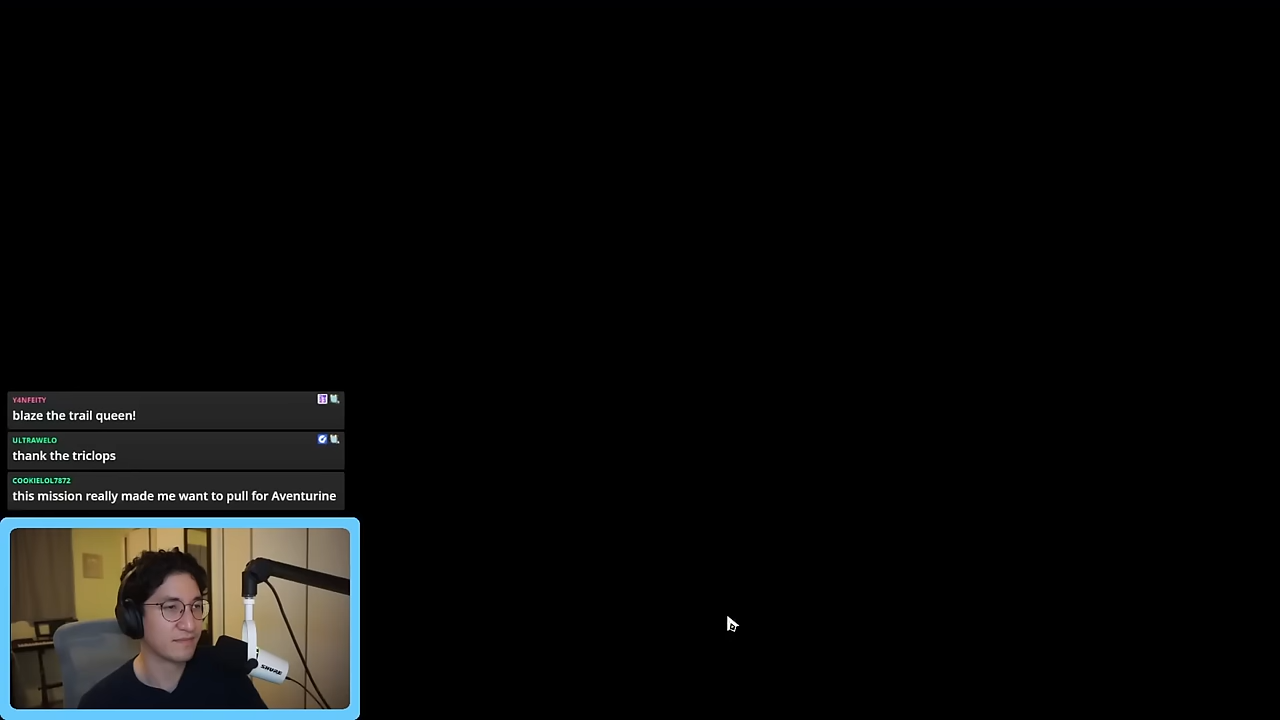 Y4NFEITY
blaze the trail queen!
ULTRAWELO
thank the triclops
COOKIELOL7872
this mission really made me want to pull for Aventurine
SHURE